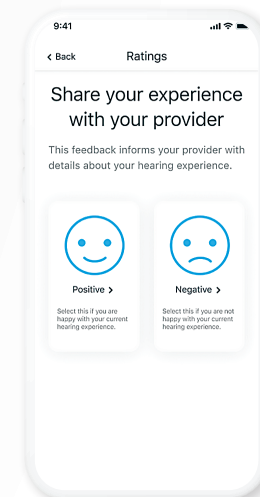 9:41
Back
Ratings
Share your experience
with your provider
This feedback informs your provider with
details about your hearing experience.
Positive
Negative
Select this if you are
happy with your current
hearing experience.
Select this if you are not
happy with your current
hearing experience.